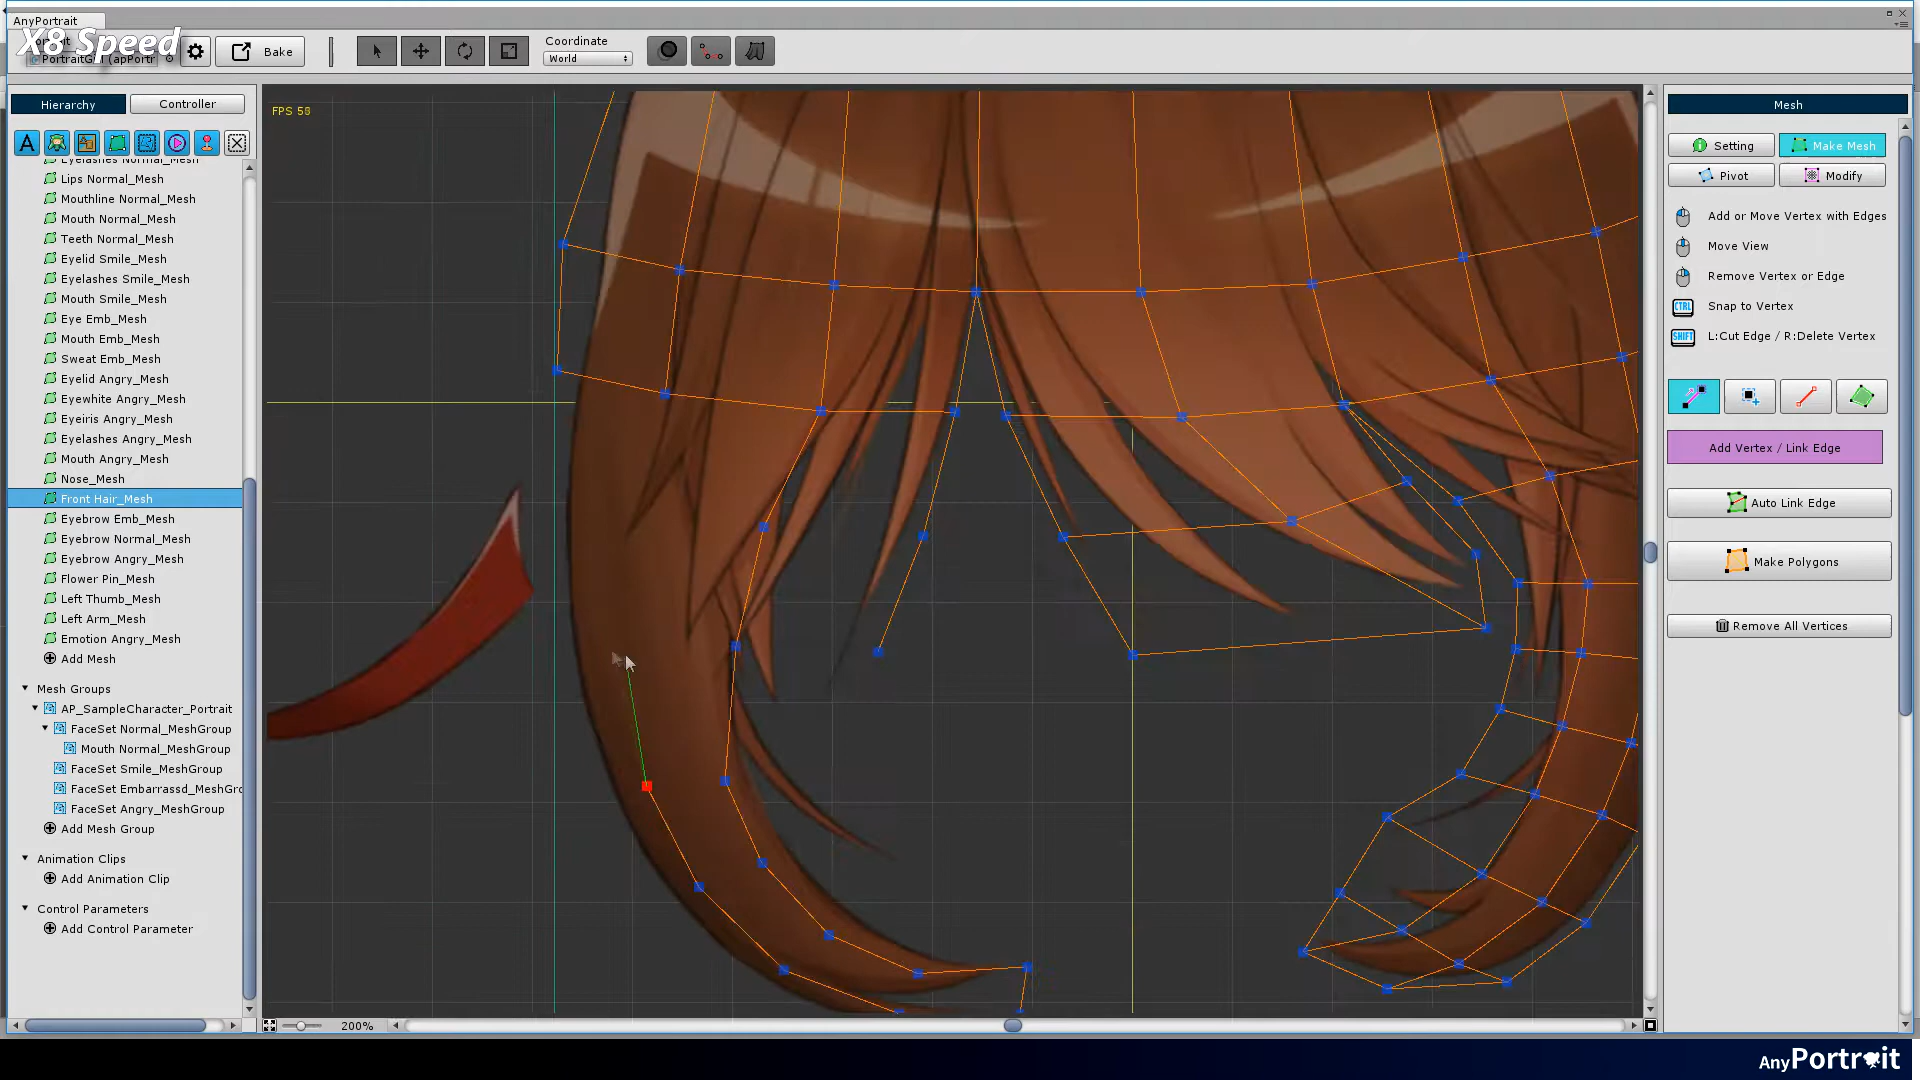 AnyPortrait
X8 Speed
Bake
Coordinate
World
Hierarchy
Controller
FPS 58
Eyelashes Normal_Mesh
Lips Normal_Mesh
Mouthline Normal_Mesh
Mouth Normal_Mesh
Teeth Normal_Mesh
Eyelid Smile_Mesh
Eyelashes Smile_Mesh
Mouth Smile_Mesh
Eye Emb_Mesh
Mouth Emb_Mesh
Sweat Emb_Mesh
Eyelid Angry_Mesh
Eyewhite Angry_Mesh
Eyeiris Angry_Mesh
Eyelashes Angry_Mesh
Mouth Angry_Mesh
Nose_Mesh
Front Hair_Mesh
Eyebrow Emb_Mesh
Eyebrow Normal_Mesh
Eyebrow Angry_Mesh
Flower Pin_Mesh
Left Thumb_Mesh
Left Arm_Mesh
Emotion Angry_Mesh
Add Mesh
Mesh Groups
AP_SampleCharacter_Portrait
FaceSet Normal_MeshGroup
Mouth Normal_MeshGroup
FaceSet Smile_MeshGroup
FaceSet Embarrassd_MeshGro
FaceSet Angry_MeshGroup
Add Mesh Group
Animation Clips
Add Animation Clip
Control Parameters
Add Control Parameter
200%
Mesh
Setting
Make Mesh
Pivot
Modify
Add or Move Vertex with Edges
Move View
Remove Vertex or Edge
CTRL
Snap to Vertex
SHIFT
L:Cut Edge / R:Delete Vertex
Add Vertex / Link Edge
Auto Link Edge
Make Polygons
Remove All Vertices
AnyPortrait